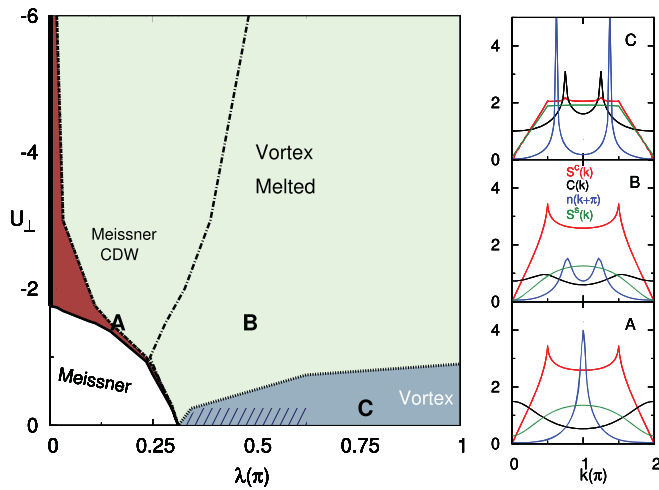 -6
-4
U⊥
-2
0
Vortex
Melted
Meissner
CDW
A
B
Meissner
C
Vortex
0
0.25
0.5
0.75
1
λ(π)
C
4
2
0
S^c(k)
C(k)
n(k+π)
S^s(k)
B
4
2
0
A
4
2
0
0
1
2
k(π)